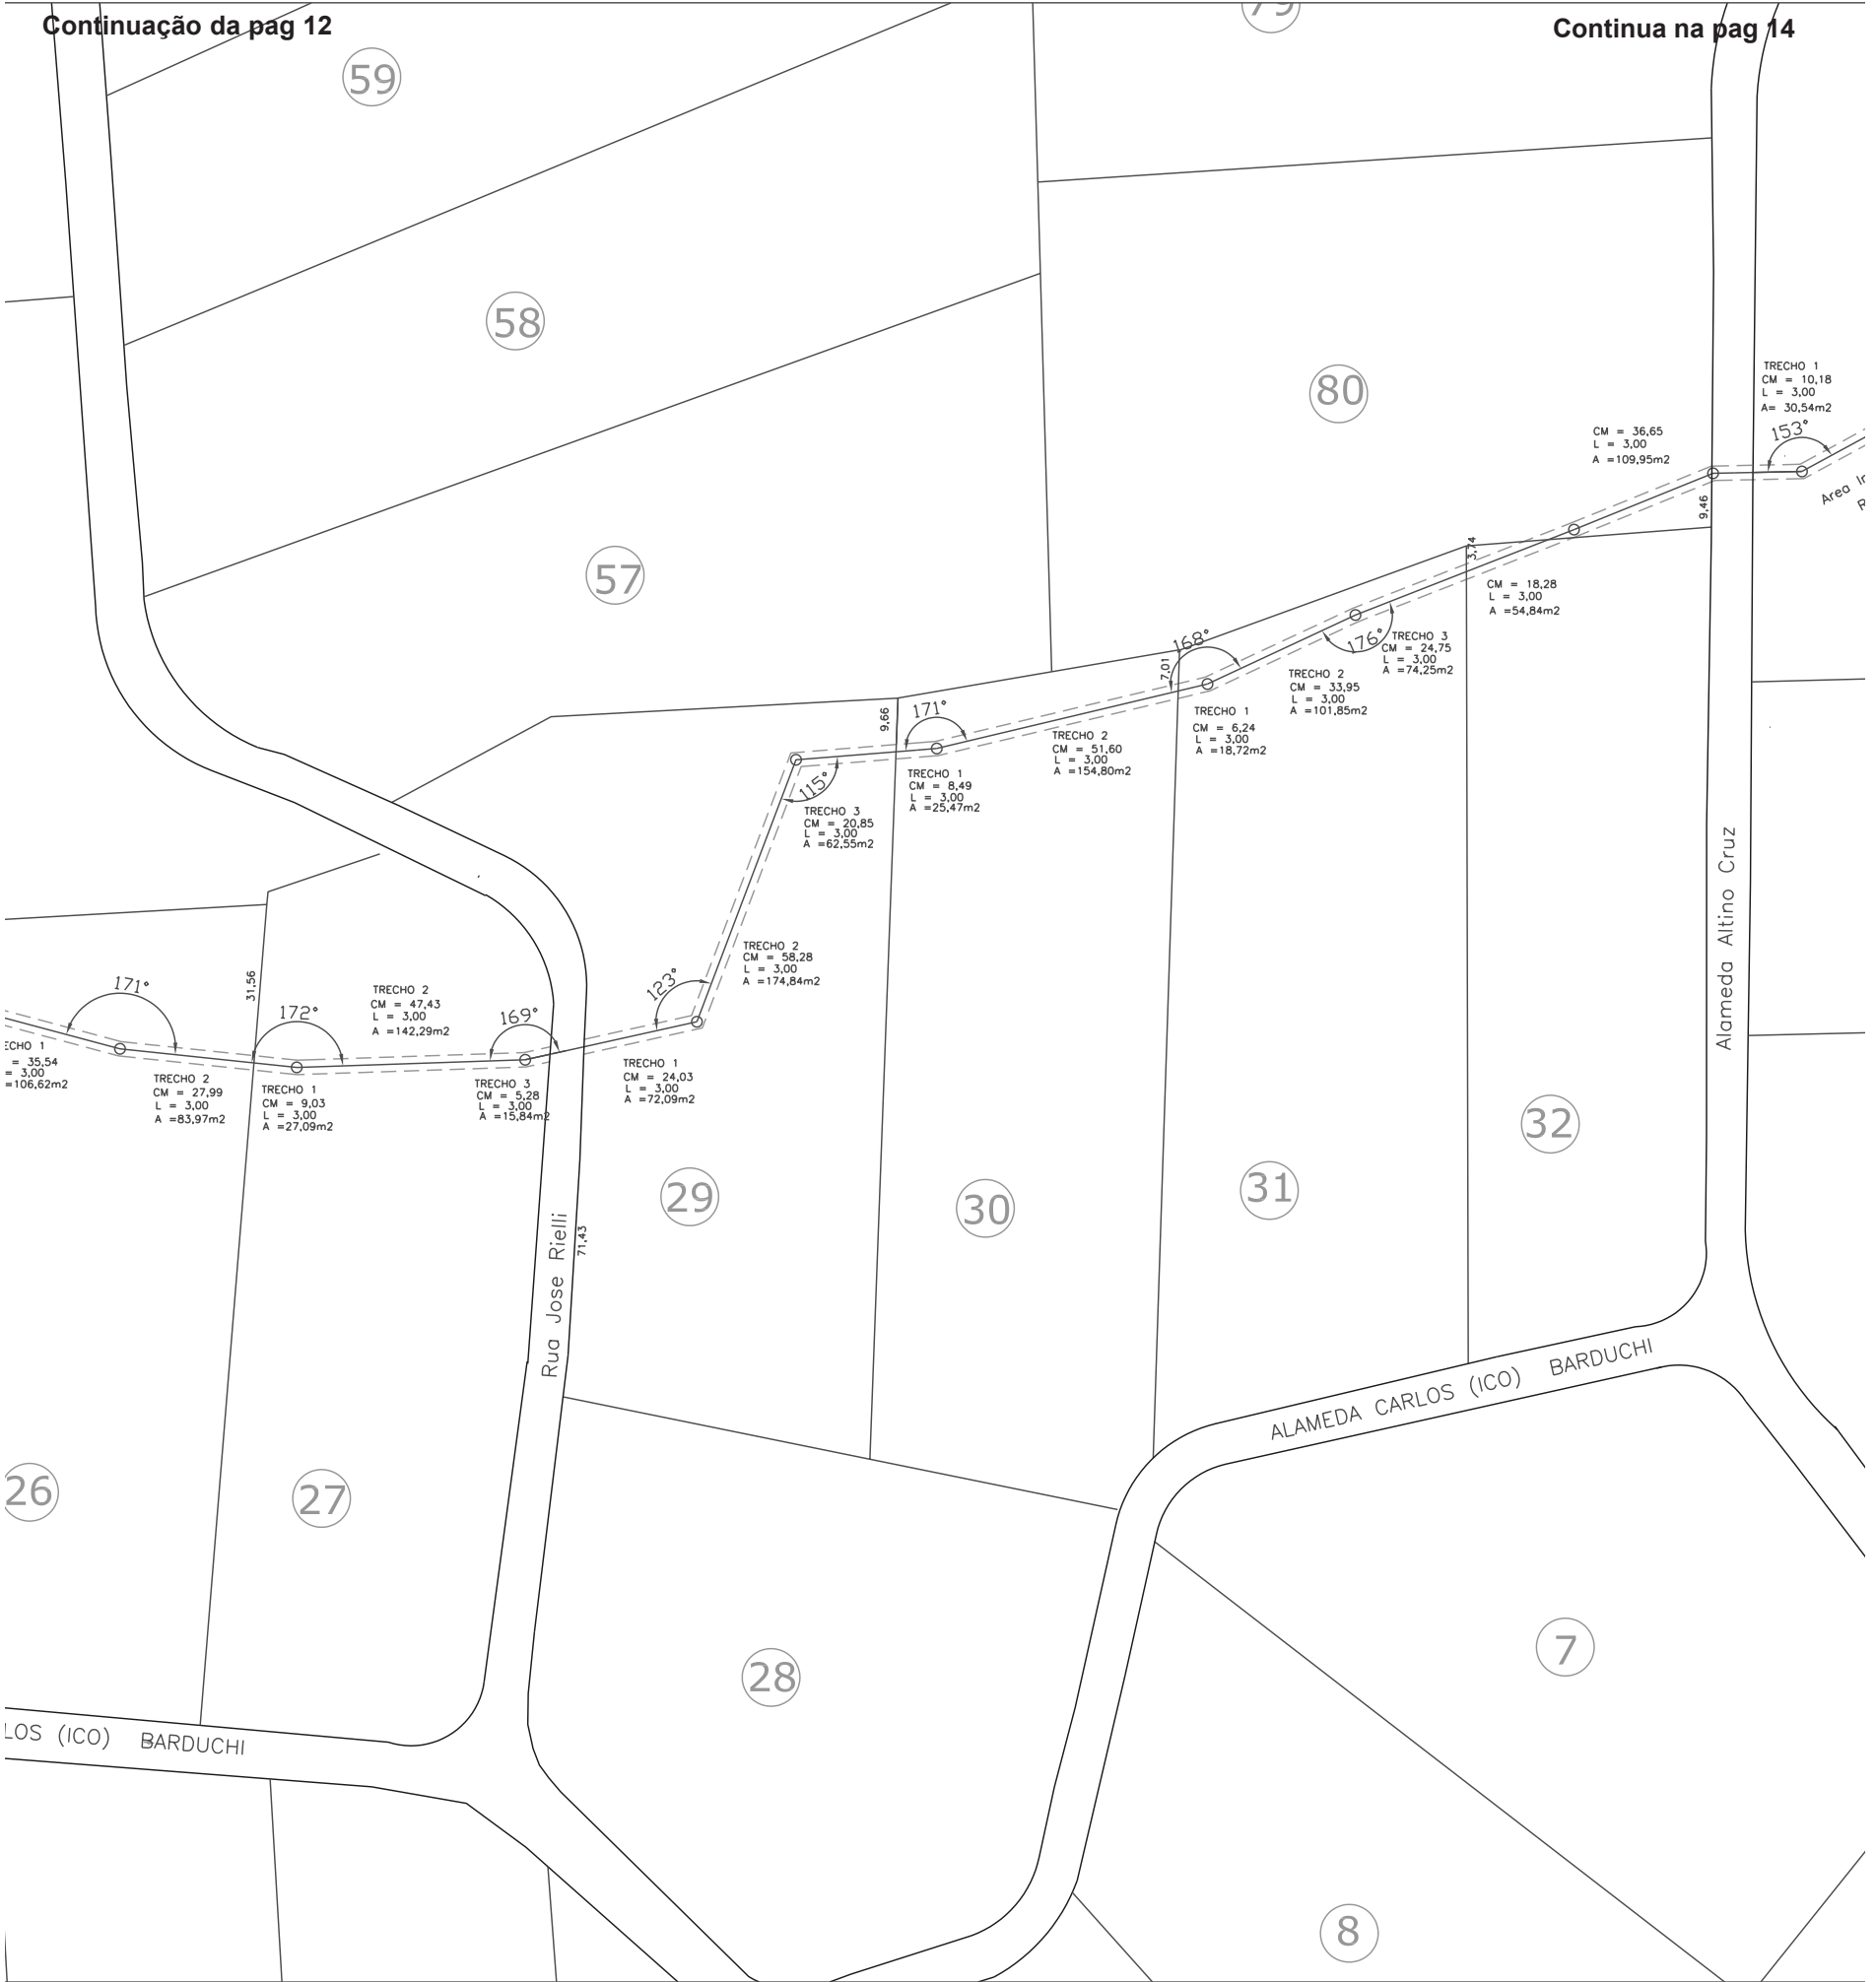 Continuação da pag 12
Continua na pag 14
79
59
58
80
57
TRECHO 1
CM = 10,18
L = 3,00
A= 30,54m2
153°
Area
CM = 36,65
L = 3,00
A =109,95m2
9,46
3,74
CM = 18,28
L = 3,00
A =54,84m2
168°
7,01
176°
TRECHO 3
CM = 24,75
L = 3,00
A =74,25m2
TRECHO 2
CM = 33,95
L = 3,00
A =101,85m2
TRECHO 1
CM = 6,24
L = 3,00
A =18,72m2
9,66
171°
TRECHO 2
CM = 51,60
L = 3,00
A =154,80m2
TRECHO 1
CM = 8,49
L = 3,00
A =25,47m2
115°
TRECHO 3
CM = 20,85
L = 3,00
A =62,55m2
TRECHO 2
CM = 58,28
L = 3,00
A =174,84m2
123°
Alameda Altino Cruz
171°
31,56
172°
TRECHO 2
CM = 47,43
L = 3,00
A =142,29m2
169°
ECHO 1
= 35,54
= 3,00
=106,62m2
TRECHO 2
CM = 27,99
L = 3,00
A =83,97m2
TRECHO 1
CM = 9,03
L = 3,00
A =27,09m2
TRECHO 3
CM = 5,28
L = 3,00
A =15,84m2
TRECHO 1
CM = 24,03
L = 3,00
A =72,09m2
32
29
30
31
Rua Jose Rielli
71,43
ALAMEDA CARLOS (ICO) BARDUCHI
26
27
28
7
LOS (ICO) BARDUCHI
8